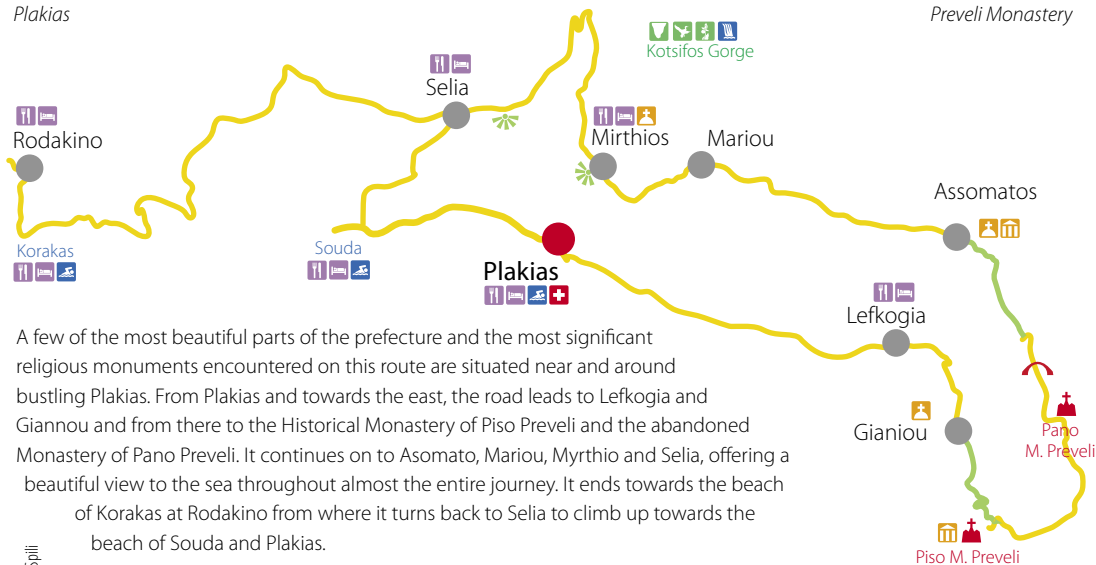 Plakias
Preveli Monastery
Kotsifos Gorge
Selia
Rodakino
Mirthios
Mariou
Assomatos
Korakas
Souda
Plakias
Lefkogia
Gianiou
Pano
M. Preveli
Piso M. Preveli
A few of the most beautiful parts of the prefecture and the most significant
religious monuments encountered on this route are situated near and around
bustling Plakias. From Plakias and towards the east, the road leads to Lefkogia and
Giannou and from there to the Historical Monastery of Piso Preveli and the abandoned
Monastery of Pano Preveli. It continues on to Asomato, Mariou, Myrthio and Selia, offering a
beautiful view to the sea throughout almost the entire journey. It ends towards the beach
of Korakas at Rodakino from where it turns back to Selia to climb up towards the
beach of Souda and Plakias.
Spili